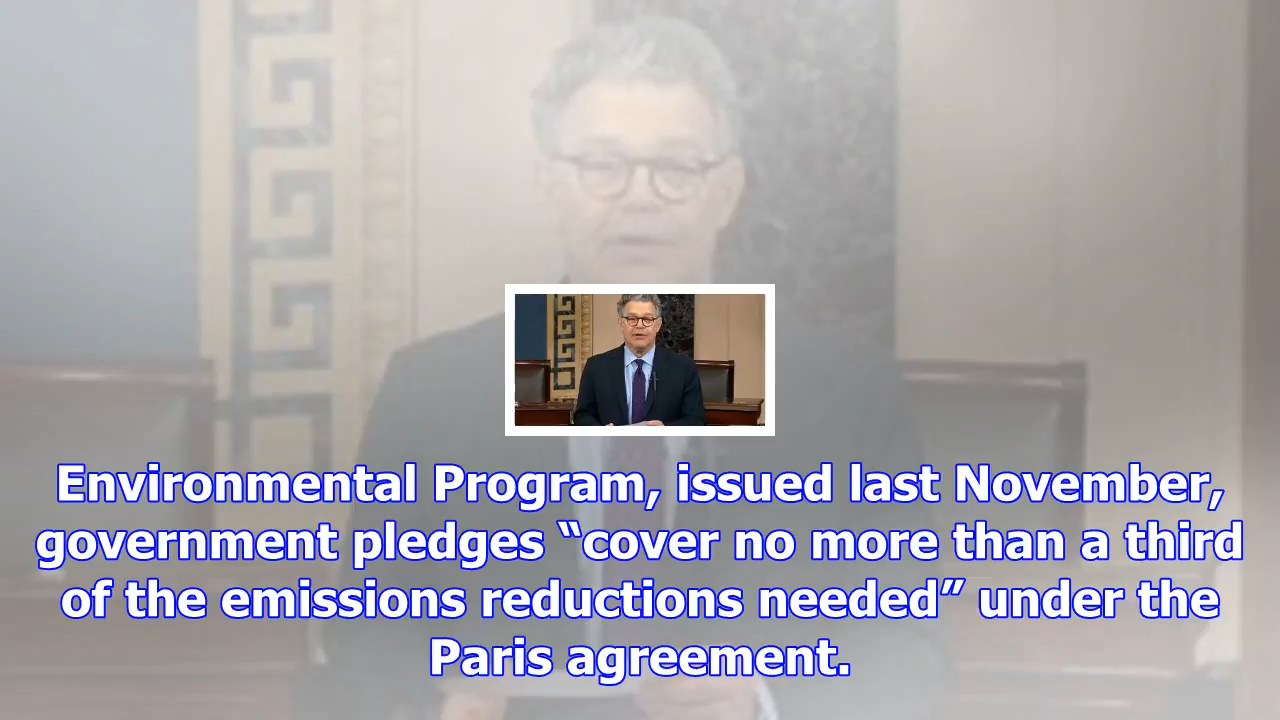 Environmental Program, issued last November,
government pledges “cover no more than a third
of the emissions reductions needed” under the
Paris agreement.